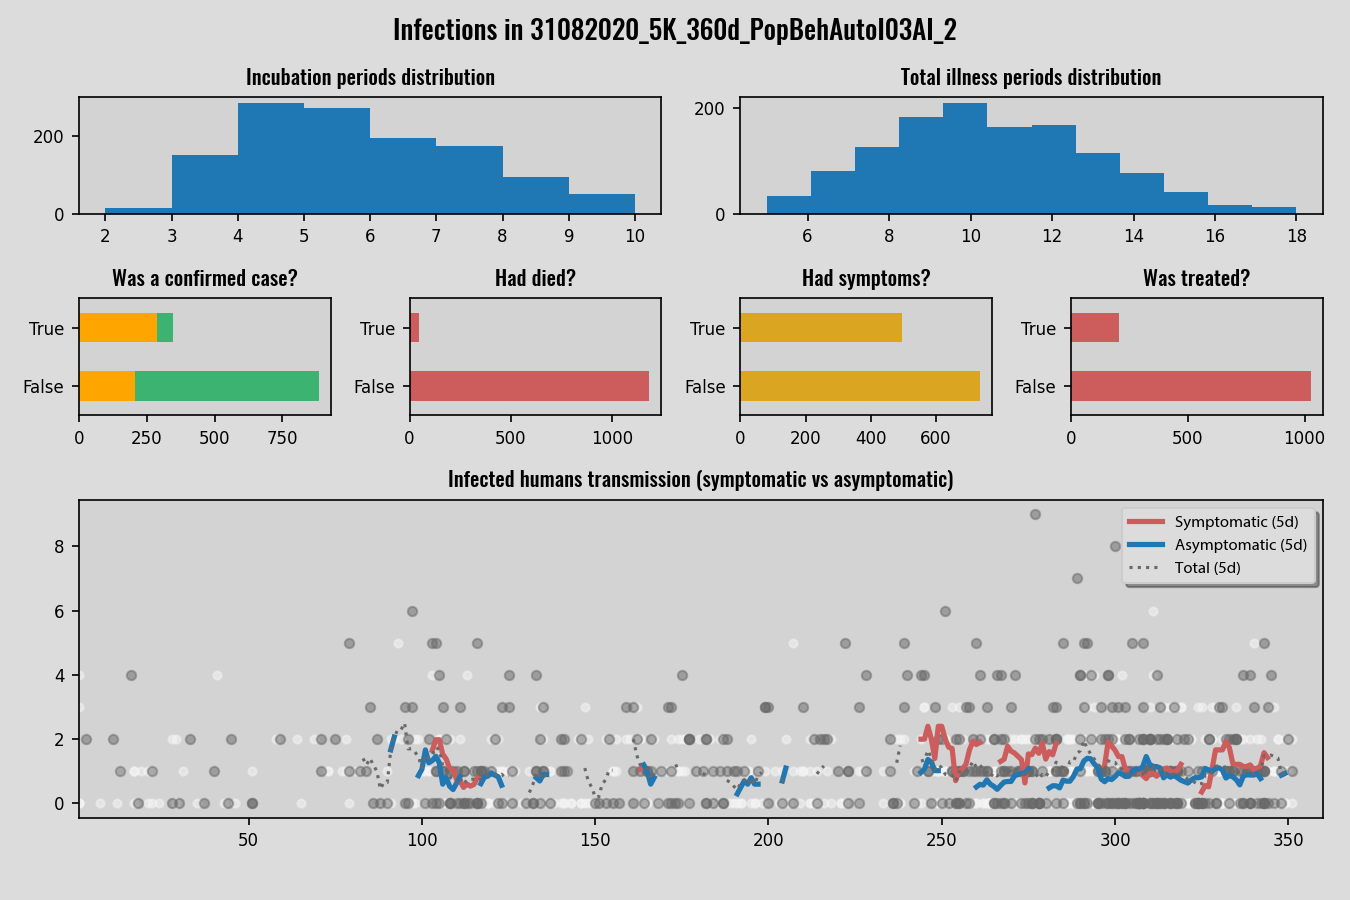 Infections in 31082020_5K_360d_PopBehAutoIO3AI_2
Incubation periods distribution
Total illness periods distribution
200
0
2 3 4 5 6 7 8 9 10
200
0
6 8 10 12 14 16 18
Was a confirmed case?
Had died?
Had symptoms?
Was treated?
True
False
0 250 500 750
True
False
0 500 1000
True
False
0 200 400 600
True
False
0 500 1000
Infected humans transmission (symptomatic vs asymptomatic)
8
6
4
2
0
50 100 150 200 250 300 350
Symptomatic (5d)
Asymptomatic (5d)
Total (5d)